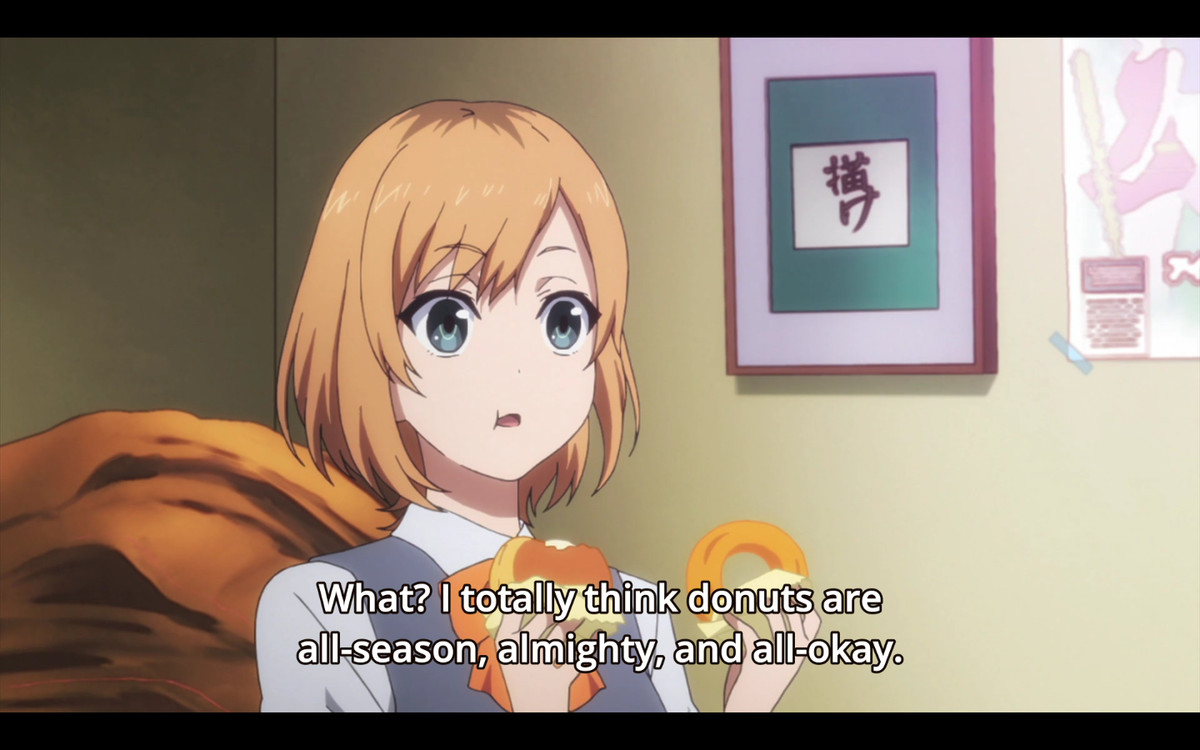 描け
What? I totally think donuts are
all-season, almighty, and all-okay.